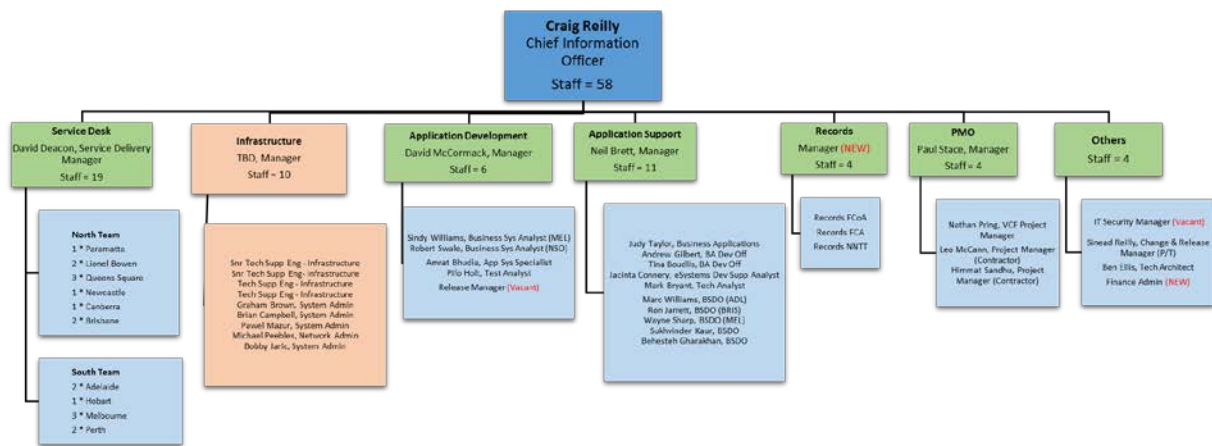 Craig Reilly
Chief Information
Officer
Staff = 58
Service Desk
David Deacon, Service Delivery
Manager
Staff = 19
North Team
1 * Paramatta
2 * Lionel Bowen
3 * Queens Square
1 * Newcastle
1 * Canberra
2 * Brisbane
South Team
2 * Adelaide
1 * Hobart
3 * Melbourne
2 * Perth
Infrastructure
TBD, Manager
Staff = 10
Snr Tech Supp Eng - Infrastructure
Snr Tech Supp Eng - Infrastructure
Tech Supp Eng - Infrastructure
Tech Supp Eng - Infrastructure
Graham Brown, System Admin
Brian Campbell, System Admin
Pawel Mazur, System Admin
Michael Peebles, Network Admin
Bobby, System Admin
Application Development
David McCormack, Manager
Staff = 6
Sindy Williams, Business Sys Analyst (MEL)
Robert Swale, Business Sys Analyst (NSO)
Amrat Bhudia, App Sys Specialist
Holt, Test Analyst
Release Manager (Vacant)
Application Support
Neil Brett, Manager
Staff = 11
Judy Taylor, Business Applications
Andrew Gilbert, BA Dev Off
Tina Boudlis, BA Dev Off
Jacinta Connery, eSystems Dev Supp Analyst
Mark Bryant, Tech Analyst
Marc Williams, BSDO (ADL)
Ron Jarrett, BSDO (BRIS)
Wayne Sharp, BSDO (MEL)
Sukhvinder Kaur, BSDO
Behesteh Gharakhan, BSDO
Records
Manager (NEW)
Staff = 4
Records FCoA
Records FCA
Records NNTT
PMO
Paul Stace, Manager
Staff = 4
Nathan Pring, VCF Project
Manager
Leo McCann, Project Manager
(Contractor)
Himmat Sandhu, Project
Manager (Contractor)
Others
Staff = 4
IT Security Manager (Vacant)
Sinead Reilly, Change & Release
Manager (P/T)
Ben Ellis, Tech Architect
Finance Admin (NEW)